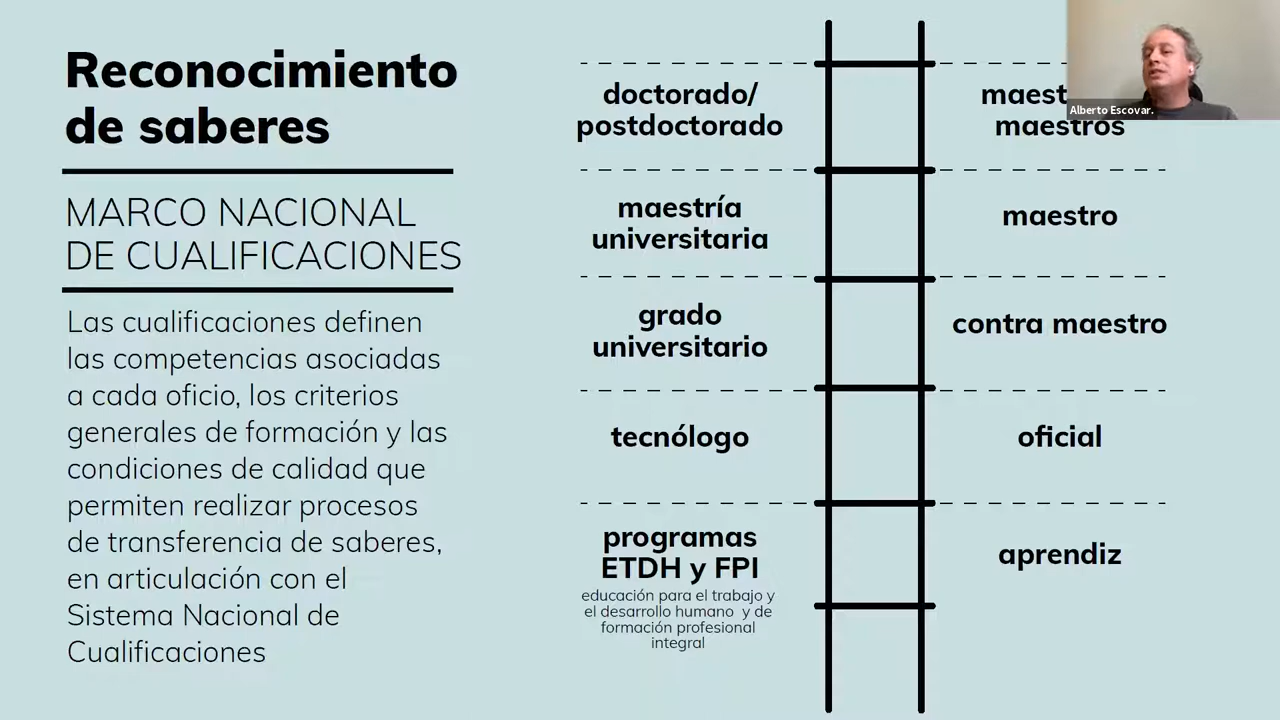 Reconocimiento
de saberes
MARCO NACIONAL
DE CUALIFICACIONES
Las cualificaciones definen
las competencias asociadas
a cada oficio, los criterios
generales de formación y las
condiciones de calidad que
permiten realizar procesos
de transferencia de saberes,
en articulación con el
Sistema Nacional de
Cualificaciones
doctorado/
postdoctorado
maestría
universitaria
grado
universitario
tecnólogo
programas
ETDH y FPI
educación para el trabajo y
el desarrollo humano y de
formación profesional
integral
maestros
maestro
contra maestro
oficial
aprendiz
Alberto Escovar.